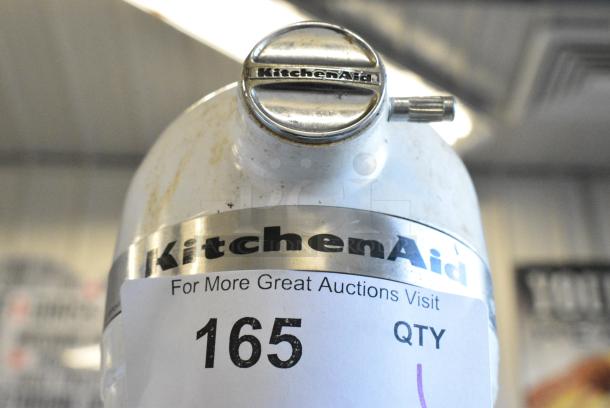 KitchenAid
KitchenAid
For More Great Auctions Visit
165 QTY